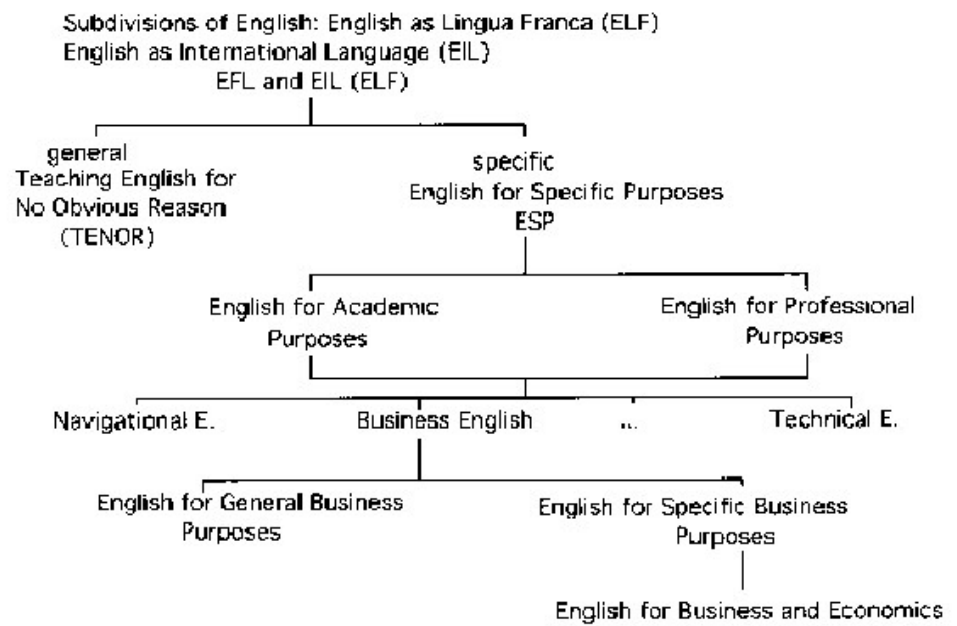 Subdivisions of English: English as Lingua Franca (ELF)
English as International Language (EIL)
EFL and EIL (ELF)
general
Teaching English for
No Obvious Reason
(TENOR)
specific
English for Specific Purposes
ESP
English for Academic
Purposes
English for Professional
Purposes
Navigational E.
Business English
...
Technical E.
English for General Business
Purposes
English for Specific Business
Purposes
English for Business and Economics